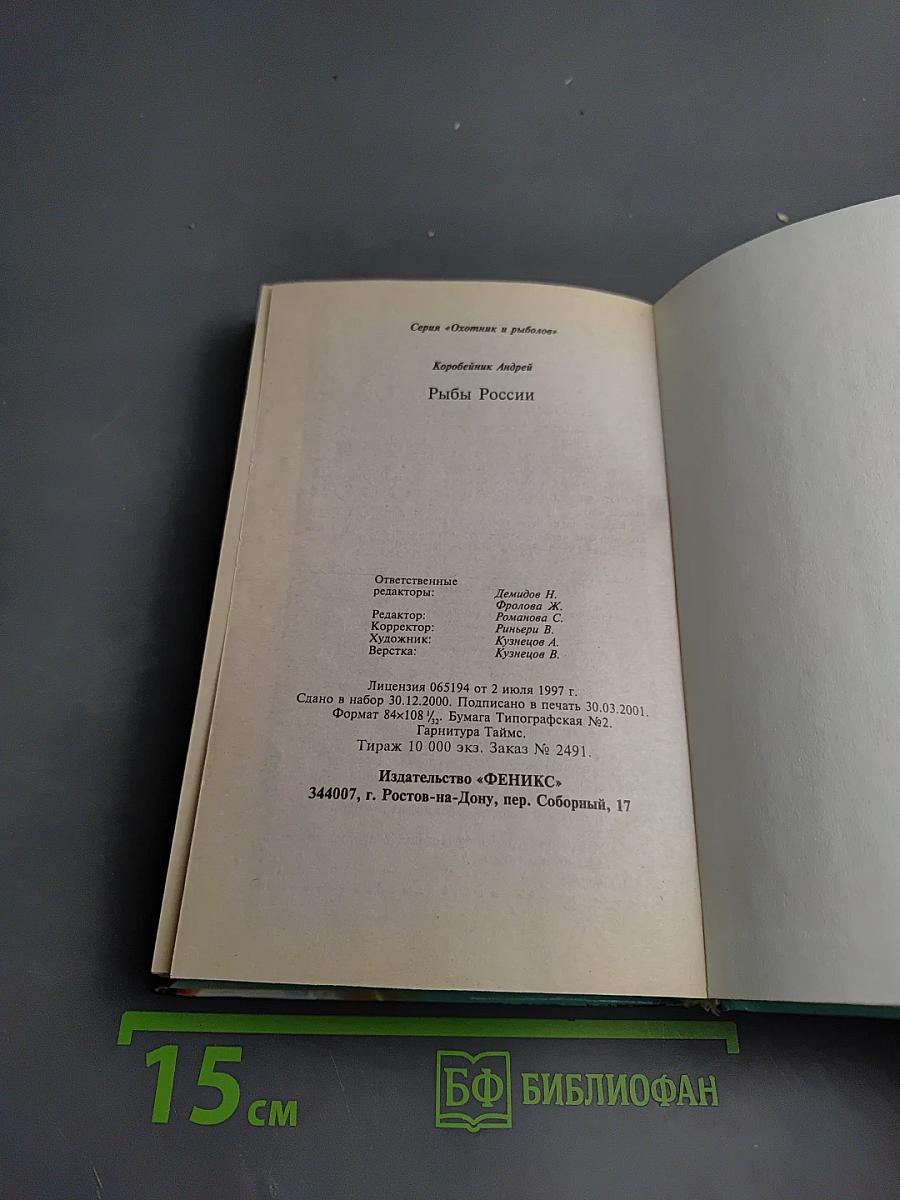 Серия «Охотник и рыболов»
Коробейник Андрей
Рыбы России
Ответственные
редакторы: Демидов Н.
Фролова Ж.
Редактор: Романова С.
Корректор: Риньери В.
Художник: Кузнецов А.
Верстка: Кузнецов В.
Лицензия 065194 от 2 июля 1997 г.
Сдано в набор 30.12.2000. Подписано в печать 30.03.2001.
Формат 84×108 1/32. Бумага Типографская №2.
Гарнитура Таймс.
Тираж 10 000 экз. Заказ № 2491.
Издательство «ФЕНИКС»
344007, г. Ростов-на-Дону, пер. Соборный, 17
15 см
БФ БИБЛИОФАН